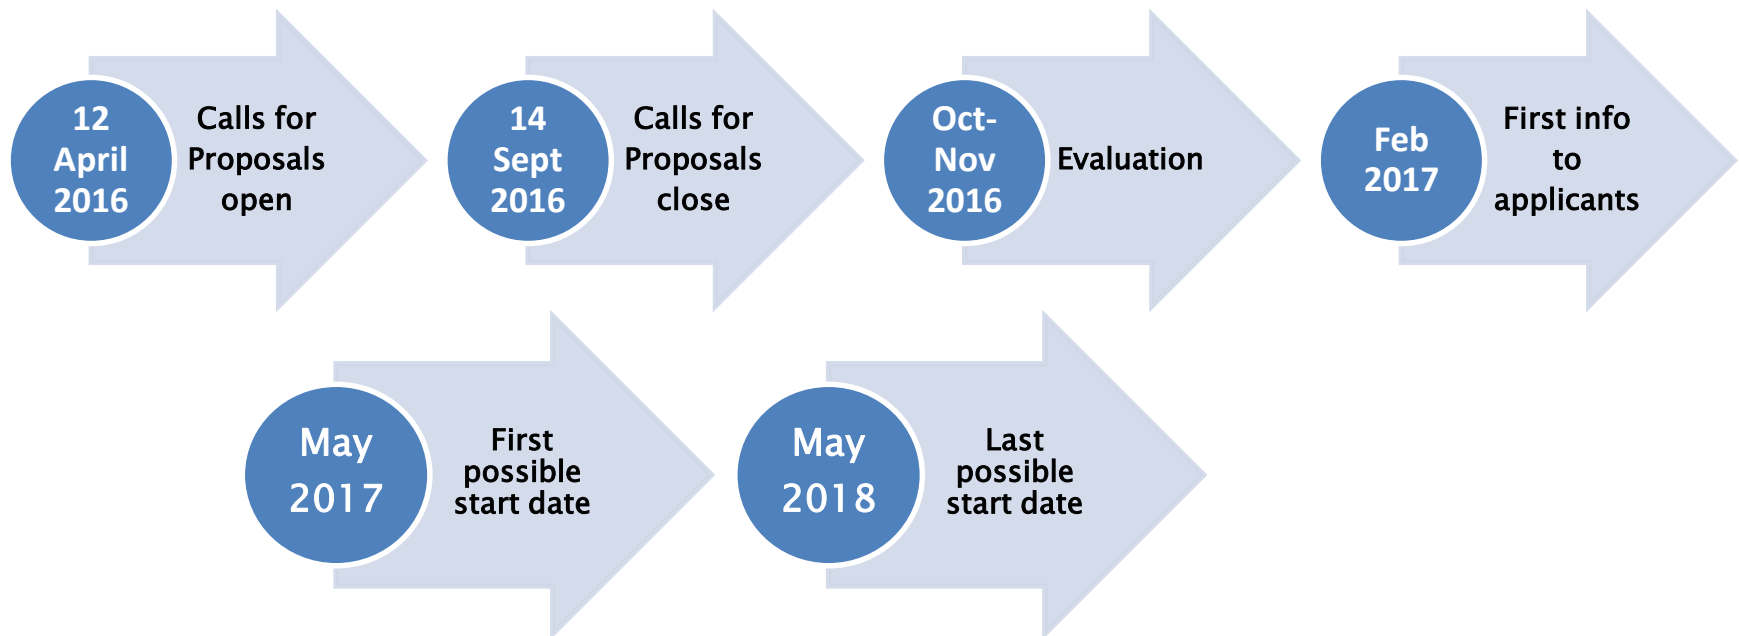 12
April
2016
Calls for
Proposals
open
14
Sept
2016
Calls for
Proposals
close
Oct-
Nov
2016
Evaluation
Feb
2017
First info
to
applicants
May
2017
First
possible
start date
May
2018
Last
possible
start date